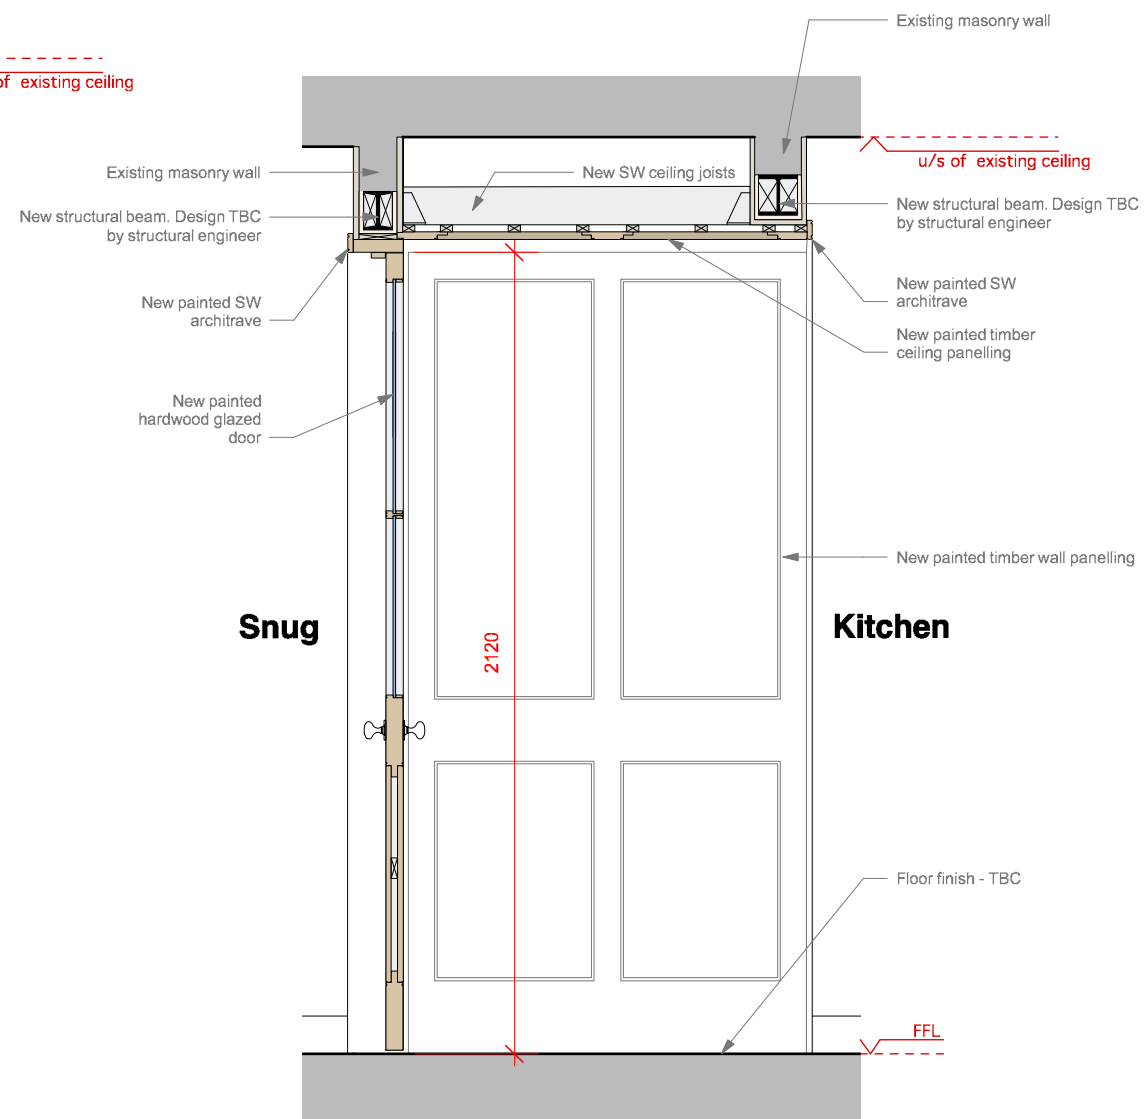 Existing masonry wall
of existing ceiling
u/s of existing ceiling
Existing masonry wall
New SW ceiling joists
New structural beam. Design TBC
by structural engineer
New structural beam. Design TBC
by structural engineer
New painted SW
architrave
New painted SW
architrave
New painted timber
ceiling panelling
New painted
hardwood glazed
door
New painted timber wall panelling
Snug
2120
Kitchen
Floor finish - TBC
FFL